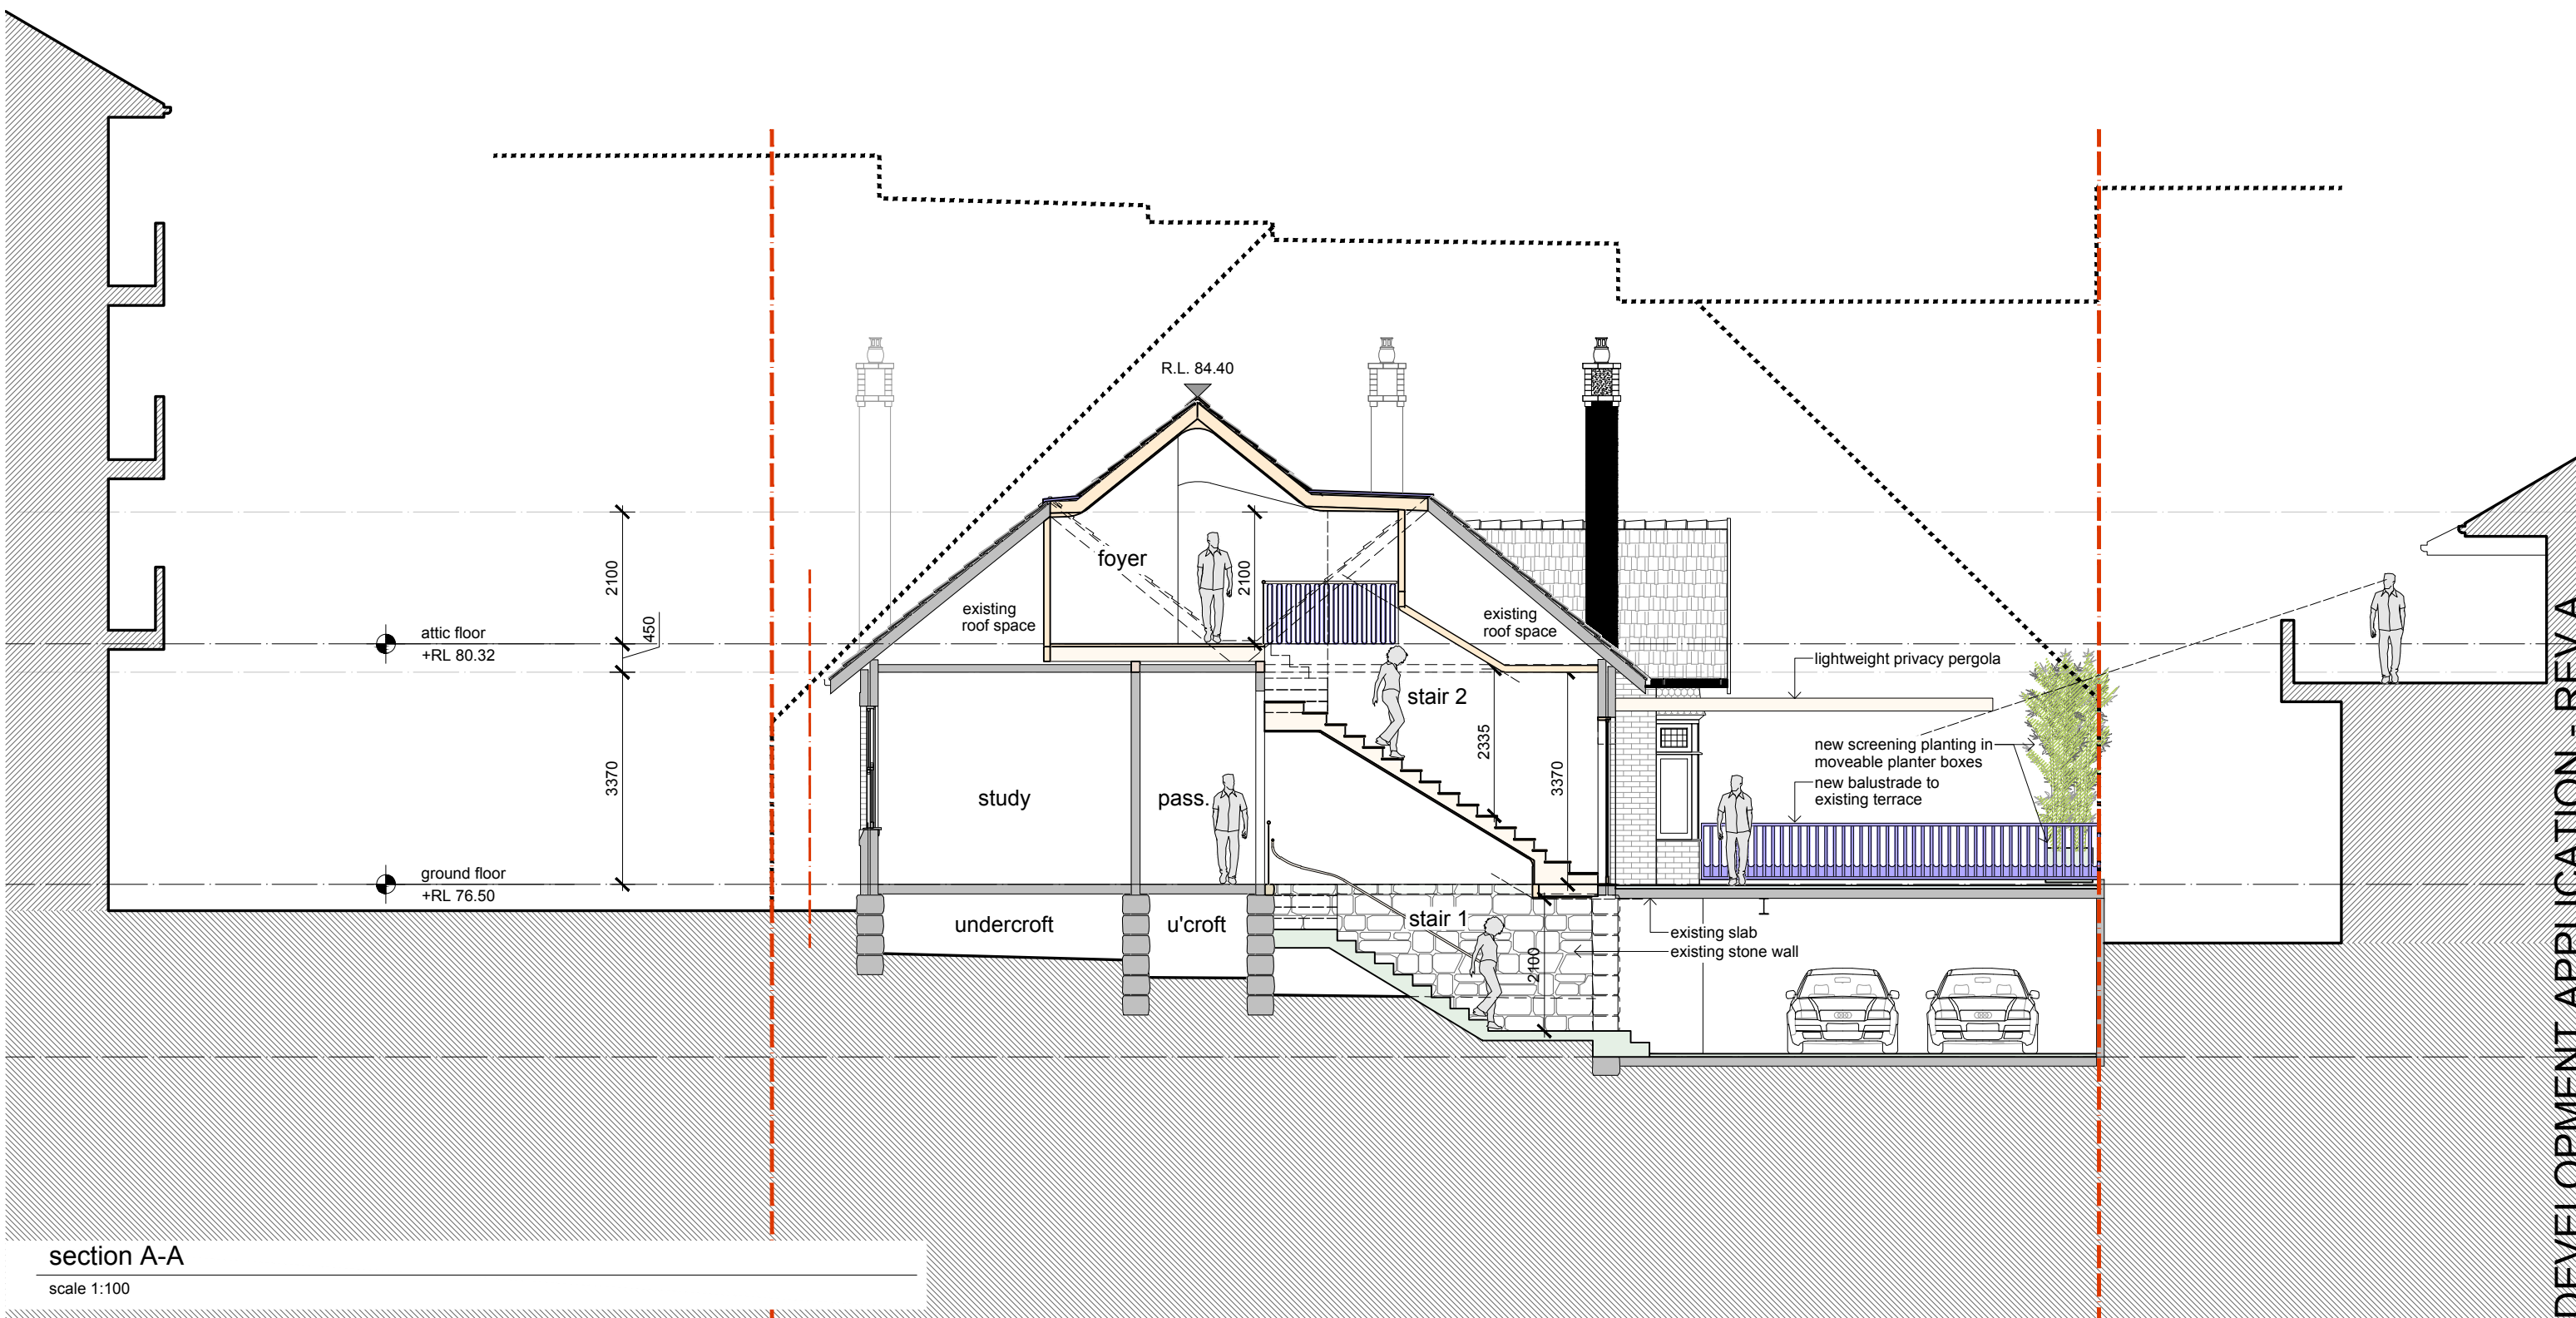 R.L. 84.40
foyer
2100
2100
existing
roof space
existing
roof space
450
attic floor
+RL 80.32
lightweight privacy pergola
stair 2
2335
3370
3370
new screening planting in
moveable planter boxes
new balustrade to
existing terrace
study
pass.
ground floor
+RL 76.50
undercroft
u'croft
stair 1
2100
existing slab
existing stone wall
section A-A
scale 1:100
DEVELOPMENT APPLICATION - REV A